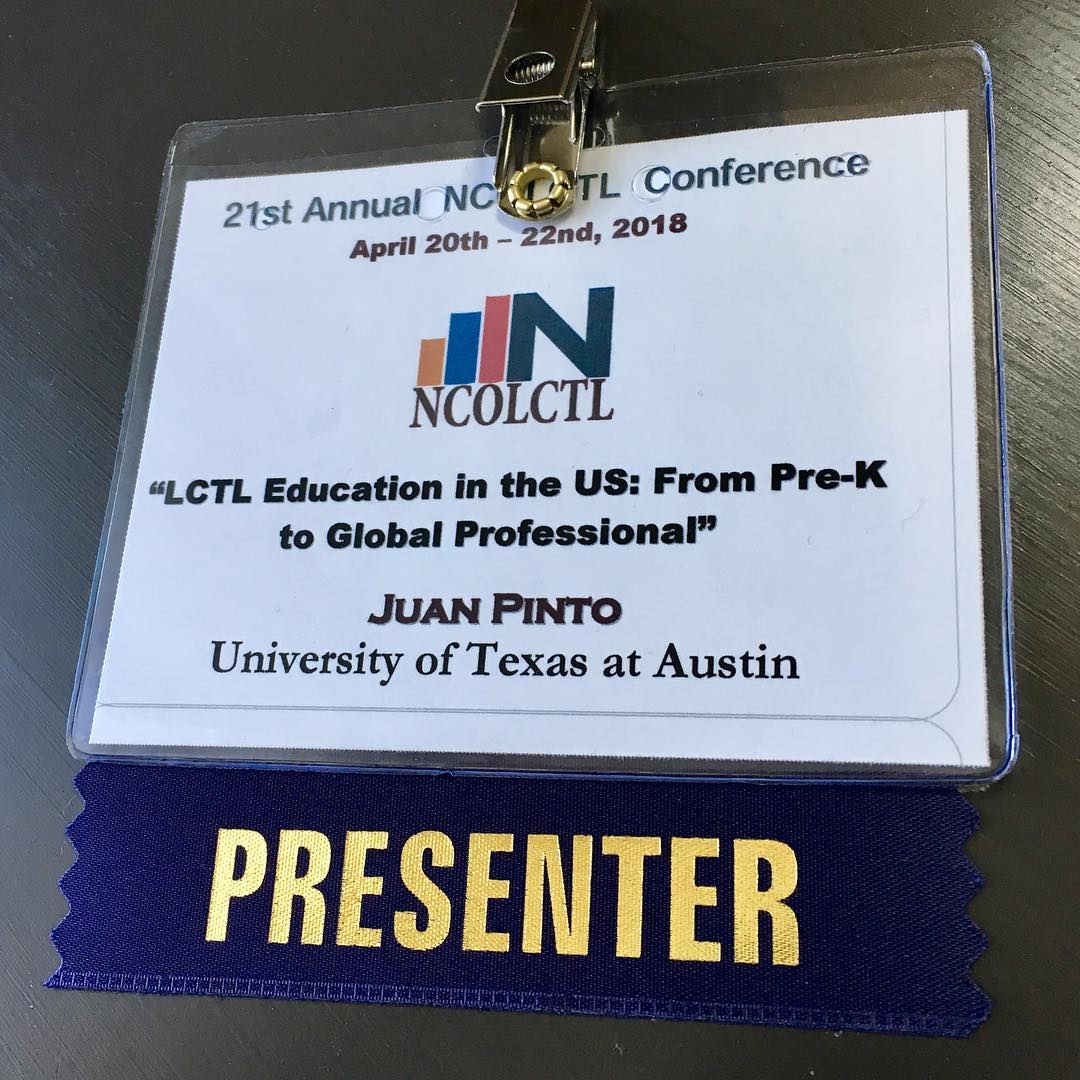 21st Annual NCOLCTL Conference
April 20th – 22nd, 2018
N
NCOLCTL
“LCTL Education in the US: From Pre-K
to Global Professional”
JUAN PINTO
University of Texas at Austin
PRESENTER